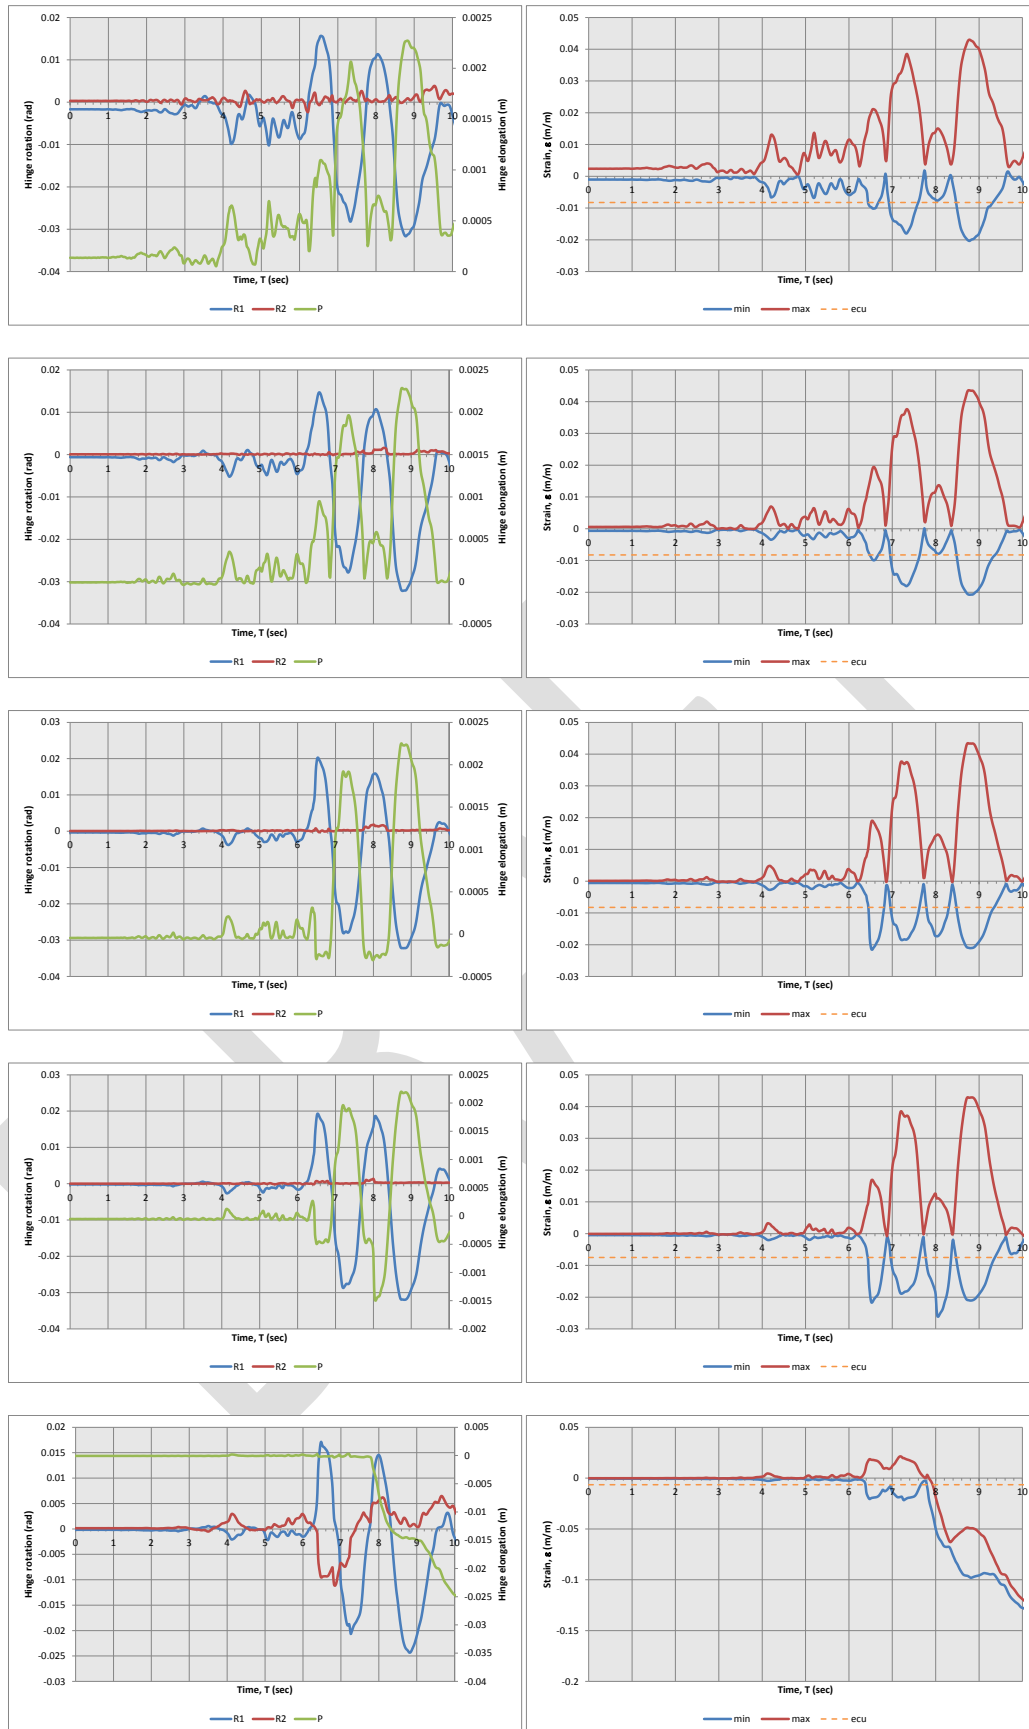 0.02 0.0025
0.01 0.002
0 0.0015
0 1 2 3 4 5 6 7 8 9 10
-0.01 0.001
-0.02
-0.03 0.0005
-0.04 0
Hinge rotation (rad)
Hinge elongation (m)
Time, T (sec)
R1 R2 P
0.05
0.04
0.03
0.02
0.01
0
0 1 2 3 4 5 6 7 8 9 10
-0.01
-0.02
-0.03
Strain, ε (m/m)
Time, T (sec)
min max ecu
0.02 0.0025
0.01 0.002
0 0.0015
0 1 2 3 4 5 6 7 8 9 10
-0.01 0.001
-0.02 0.0005
-0.03 0
-0.04 -0.0005
Hinge rotation (rad)
Hinge elongation (m)
Time, T (sec)
R1 R2 P
0.05
0.04
0.03
0.02
0.01
0
0 1 2 3 4 5 6 7 8 9 10
-0.01
-0.02
-0.03
Strain, ε (m/m)
Time, T (sec)
min max ecu
0.03 0.0025
0.02 0.002
0.01 0.0015
0 0.001
0 1 2 3 4 5 6 7 8 9 10
-0.01
-0.02 0.0005
-0.03 0
-0.04 -0.0005
Hinge rotation (rad)
Hinge elongation (m)
Time, T (sec)
R1 R2 P
0.05
0.04
0.03
0.02
0.01
0
0 1 2 3 4 5 6 7 8 9 10
-0.01
-0.02
-0.03
Strain, ε (m/m)
Time, T (sec)
min max ecu
0.03 0.0025
0.02 0.002
0.0015
0.01 0.001
0 0.0005
0 1 2 3 4 5 6 7 8 9 10
-0.01 0
-0.02 -0.0005
-0.001
-0.03 -0.0015
-0.04 -0.002
Hinge rotation (rad)
Hinge elongation (m)
Time, T (sec)
R1 R2 P
0.05
0.04
0.03
0.02
0.01
0
0 1 2 3 4 5 6 7 8 9 10
-0.01
-0.02
-0.03
Strain, ε (m/m)
Time, T (sec)
min max ecu
0.02 0.005
0.015 0
0.01 -0.005
0.005 -0.01
0
0 1 2 3 4 5 6 7 8 9 10
-0.005 -0.015
-0.01 -0.02
-0.015 -0.025
-0.02 -0.03
-0.025 -0.035
-0.03 -0.04
Hinge rotation (rad)
Hinge elongation (m)
Time, T (sec)
R1 R2 P
0.05
0
0 1 2 3 4 5 6 7 8 9 10
-0.05
-0.1
-0.15
-0.2
Strain, ε (m/m)
Time, T (sec)
min max ecu